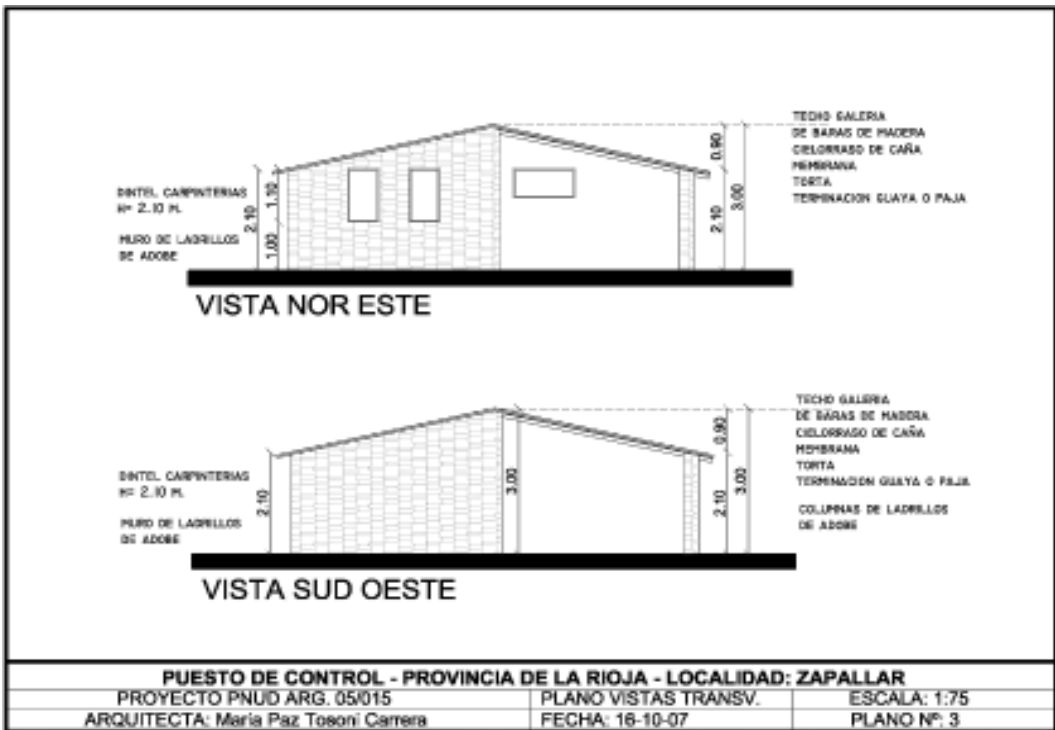 TECHO GALERIA
DE BARAS DE MADERA
CIELORRASO DE CAÑA
MEMBRANA
TORTA
TERMINACION GUAYA O PAJA
DINTEL CARPINTERIAS
H= 2.10 M.
MURO DE LADRILLOS
DE ADOBE
2.10
1.10
1.00
0.90
2.10
3.00
VISTA NOR ESTE
TECHO GALERIA
DE BARAS DE MADERA
CIELORRASO DE CAÑA
MEMBRANA
TORTA
TERMINACION GUAYA O PAJA
COLUMNAS DE LADRILLOS
DE ADOBE
DINTEL CARPINTERIAS
H= 2.10 M.
MURO DE LADRILLOS
DE ADOBE
2.10
3.00
0.90
2.10
3.00
VISTA SUD OESTE
PUESTO DE CONTROL - PROVINCIA DE LA RIOJA - LOCALIDAD: ZAPALLAR
PROYECTO PNUD ARG. 05/015 PLANO VISTAS TRANSV. ESCALA: 1:75
ARQUITECTA: Maria Paz Tosoni Carrera FECHA: 16-10-07 PLANO Nº: 3